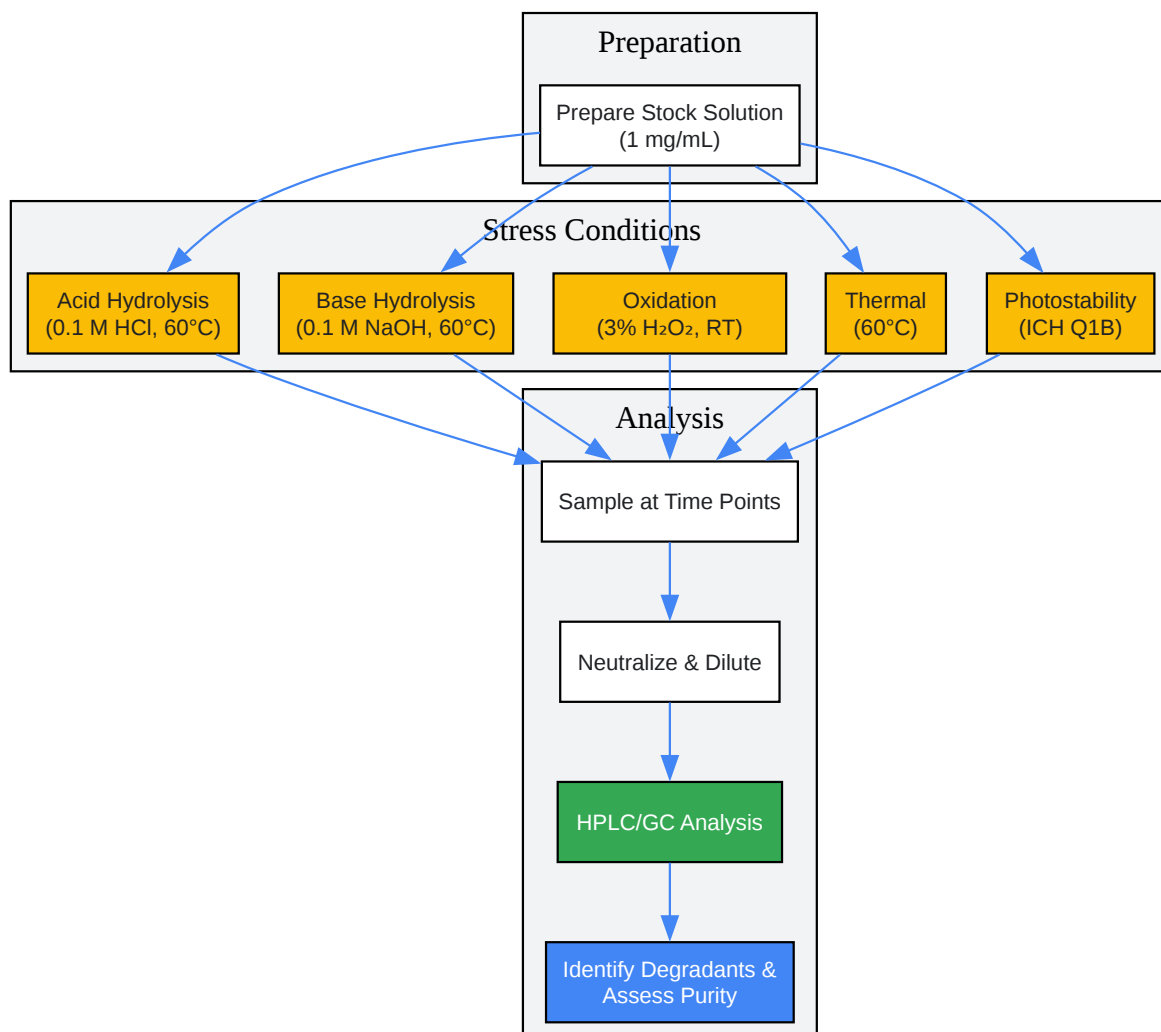 Preparation
Prepare Stock Solution
(1 mg/mL)
Stress Conditions
Acid Hydrolysis
(0.1 M HCl, 60°C)
Base Hydrolysis
(0.1 M NaOH, 60°C)
Oxidation
(3% H₂O₂, RT)
Thermal
(60°C)
Photostability
(ICH Q1B)
Analysis
Sample at Time Points
Neutralize & Dilute
HPLC/GC Analysis
Identify Degradants &
Assess Purity